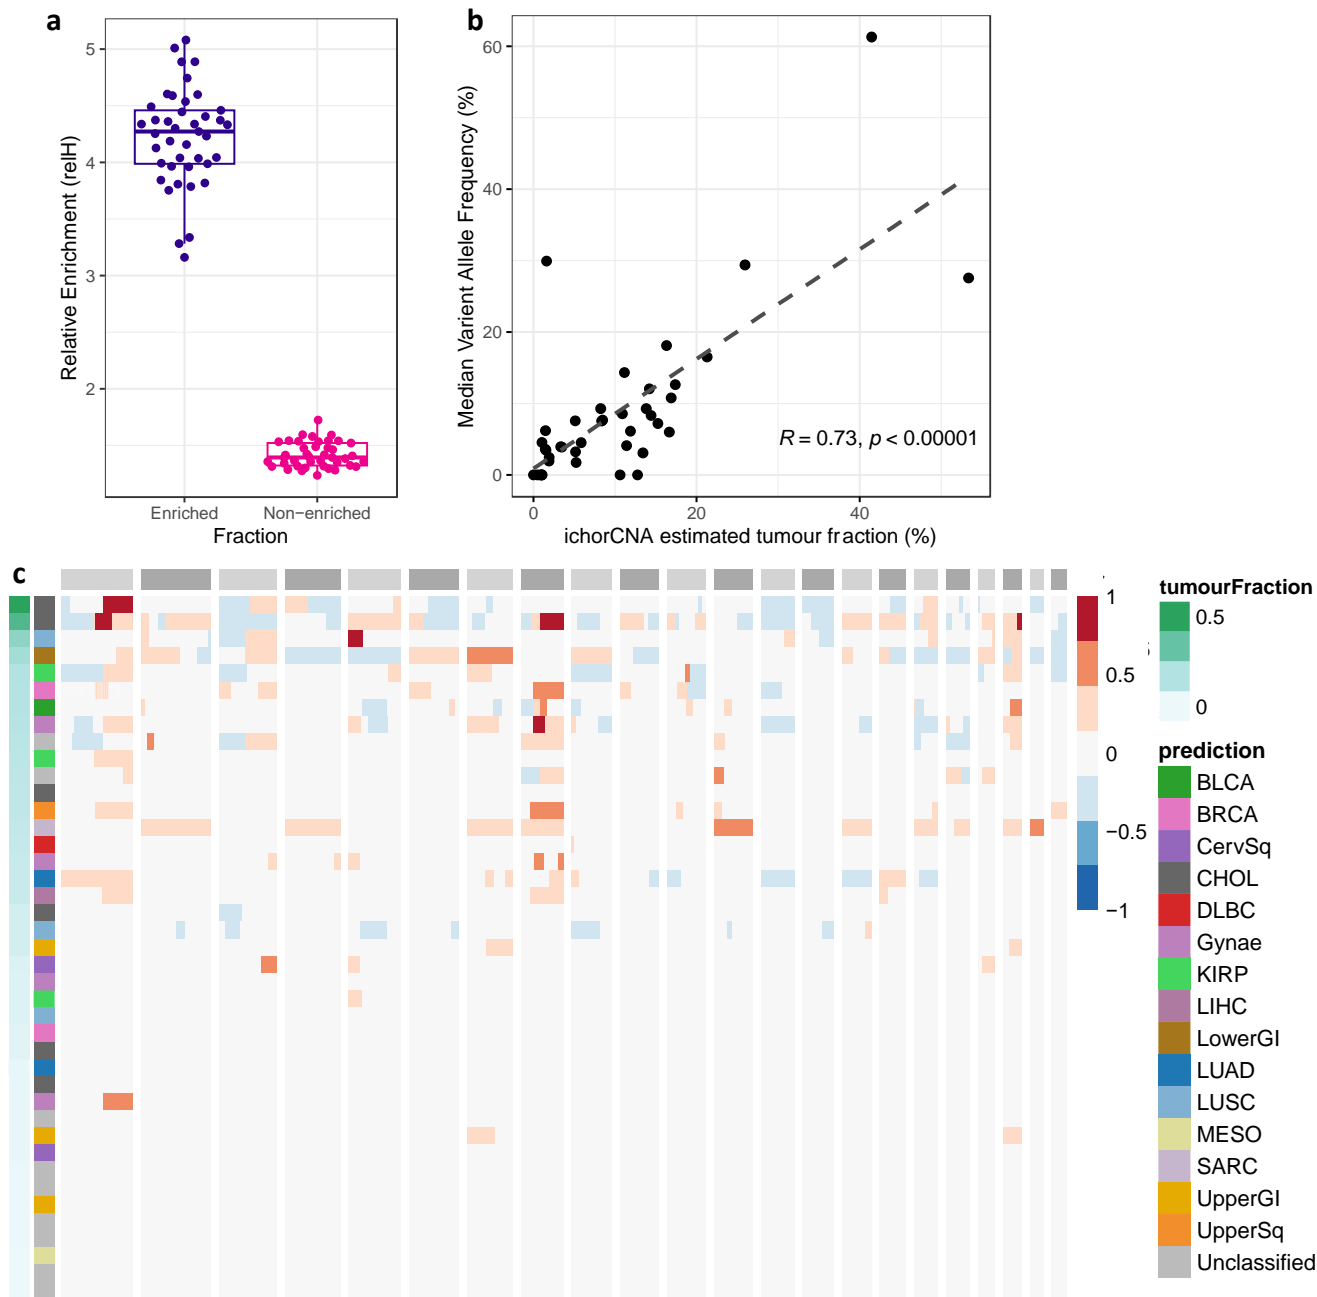 a
Relative Enrichment (relH)
5
4
3
2
Enriched
Non−enriched
Fraction
b
Median Varient Allele Frequency (%)
60
40
20
0
R = 0.73, p < 0.00001
0
20
40
ichorCNA estimated tumour fraction (%)
c
1
0.5
0
−0.5
−1
tumourFraction
0.5
0
prediction
BLCA
BRCA
CervSq
CHOL
DLBC
Gynae
KIRP
LIHC
LowerGI
LUAD
LUSC
MESO
SARC
UpperGI
UpperSq
Unclassified